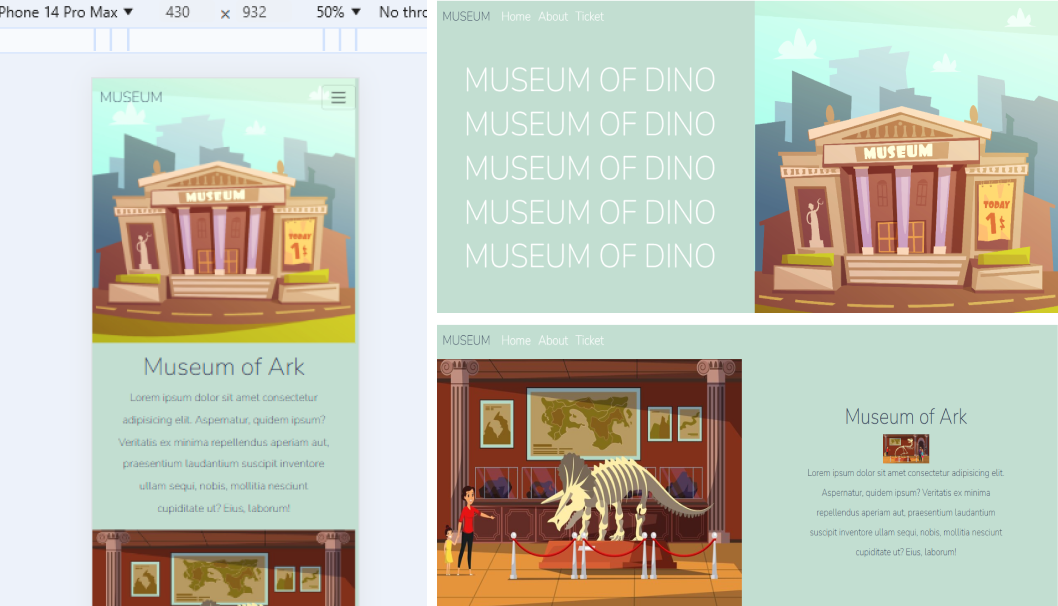 Phone 14 Pro Max ▼ 430 × 932 50% ▼ No thro
MUSEUM
MUSEUM
TODAY
1$
Museum of Ark
Lorem ipsum dolor sit amet consectetur
adipisicing elit. Aspernatur, quidem ipsum?
Veritatis ex minima repellendus aperiam aut,
praesentium laudantium suscipit inventore
ullam sequi, nobis, mollitia nesciunt
cupiditate ut? Eius, laborum!
MUSEUM Home About Ticket
MUSEUM OF DINO
MUSEUM OF DINO
MUSEUM OF DINO
MUSEUM OF DINO
MUSEUM OF DINO
MUSEUM
TODAY
1$
MUSEUM Home About Ticket
Museum of Ark
Lorem ipsum dolor sit amet consectetur adipisicing elit.
Aspernatur, quidem ipsum? Veritatis ex minima
repellendus aperiam aut, praesentium laudantium
suscipit inventore ullam sequi, nobis, mollitia nesciunt
cupiditate ut? Eius, laborum!